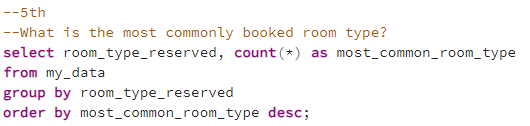 --5th
--What is the most commonly booked room type?
select room_type_reserved, count(*) as most_common_room_type
from my_data
group by room_type_reserved
order by most_common_room_type desc;